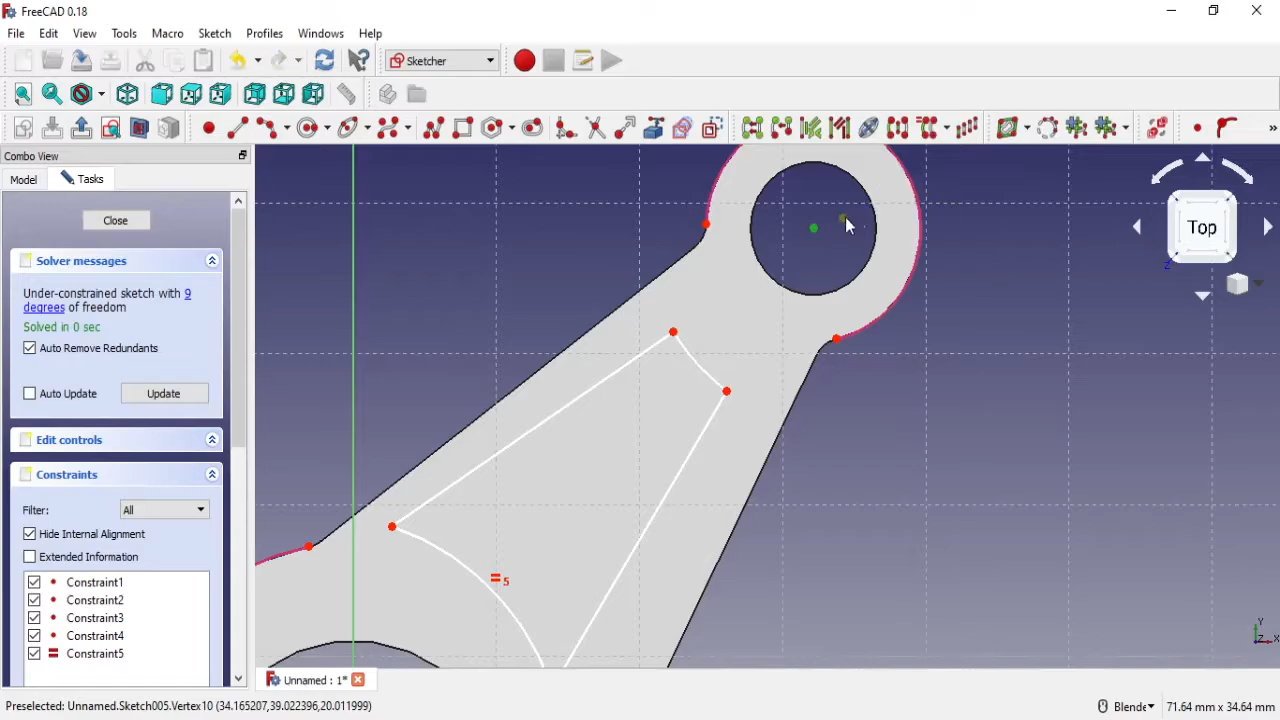 FreeCAD 0.18
File Edit View Tools Macro Sketch Profiles Windows Help
Sketcher
Combo View
Model Tasks
Close
Solver messages
Under-constrained sketch with 9
degrees of freedom
Solved in 0 sec
Auto Remove Redundants
Auto Update Update
Edit controls
Constraints
Filter: All
Hide Internal Alignment
Extended Information
Constraint1
Constraint2
Constraint3
Constraint4
Constraint5
5
Top
Z
Y
Z X
Unnamed : 1*
Preselected: Unnamed.Sketch005.Vertex10 (34.165207,39.022396,20.011999)
Blende
71.64 mm x 34.64 mm